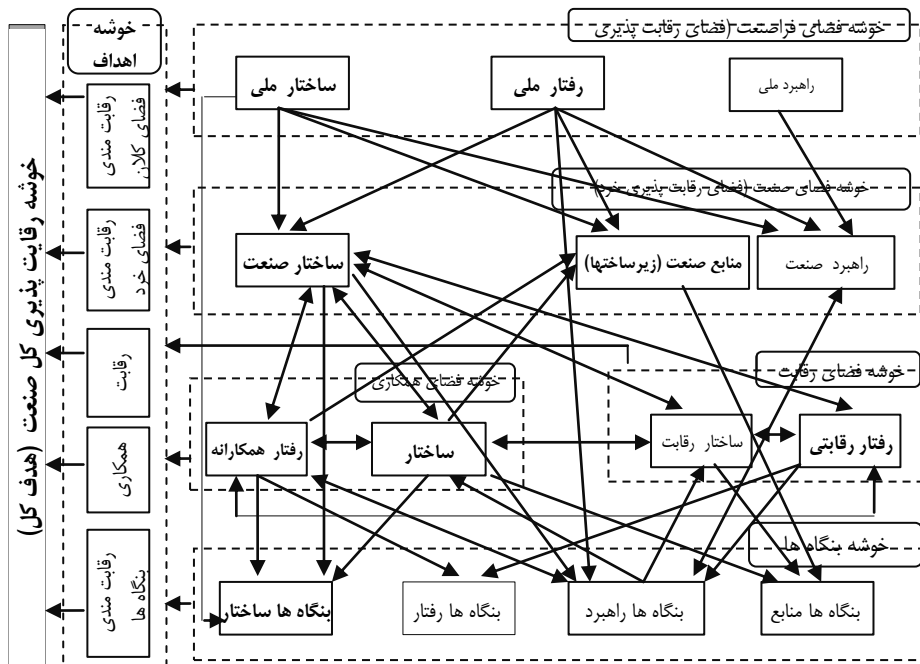 خوشه فضای فراصنعت (فضای رقابت پذیری
خوشه
اهداف
راهبرد ملی
رفتار ملی
ساختار ملی
رقابت مندی
فضای کلان
خوشه فضای صنعت (فضای رقابت پذیری خرد)
راهبرد صنعت
منابع صنعت (زیرساختها)
ساختار صنعت
رقابت مندی
فضای خرد
خوشه رقابت پذیری کل صنعت (هدف کل)
رقابت
خوشه فضای رقابت
خوشه فضای همکاری
رفتار رقابتی
ساختار رقابت
ساختار
رفتار همکارانه
همکاری
خوشه بنگاه ها
بنگاه ها منابع
بنگاه ها راهبرد
بنگاه ها رفتار
بنگاه ها ساختار
رقابت مندی
بنگاه ها